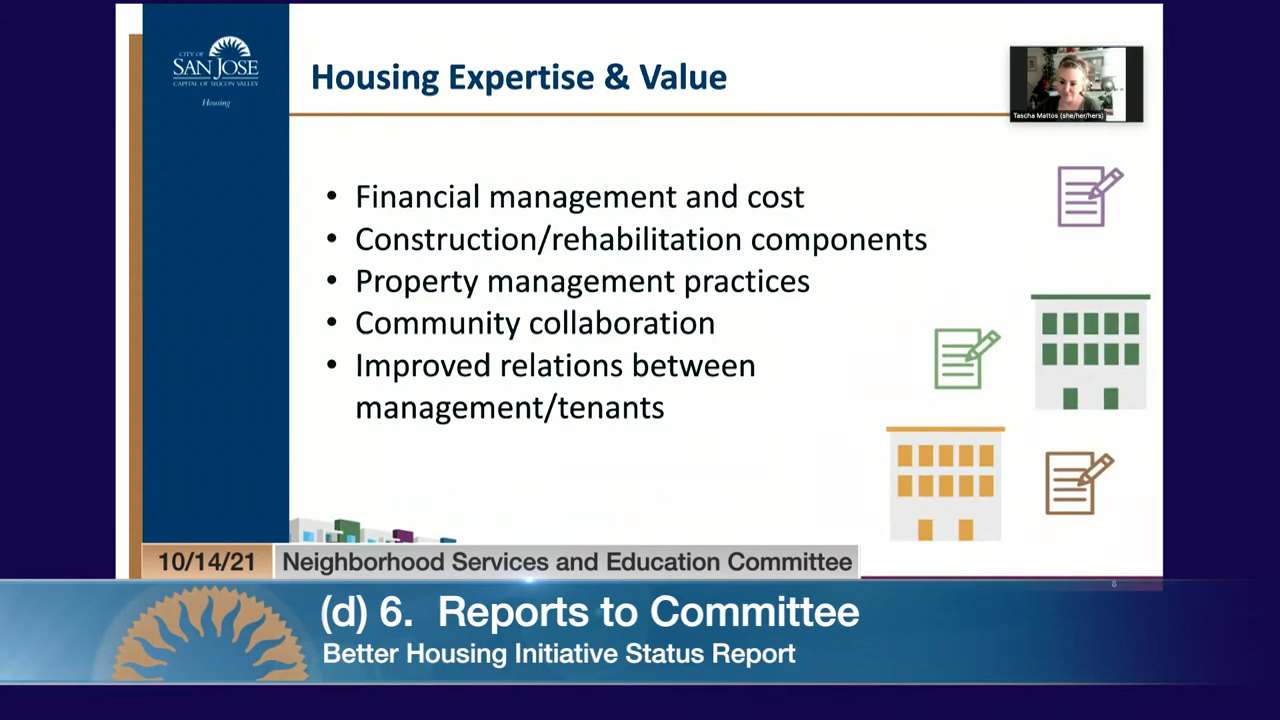 CITY OF
SAN JOSE
CAPITAL OF SILICON VALLEY
Housing
Housing Expertise & Value
Tascha Mattos (she/her/hers)
• Financial management and cost
• Construction/rehabilitation components
• Property management practices
• Community collaboration
• Improved relations between
management/tenants
10/14/21
Neighborhood Services and Education Committee
8
(d) 6. Reports to Committee
Better Housing Initiative Status Report